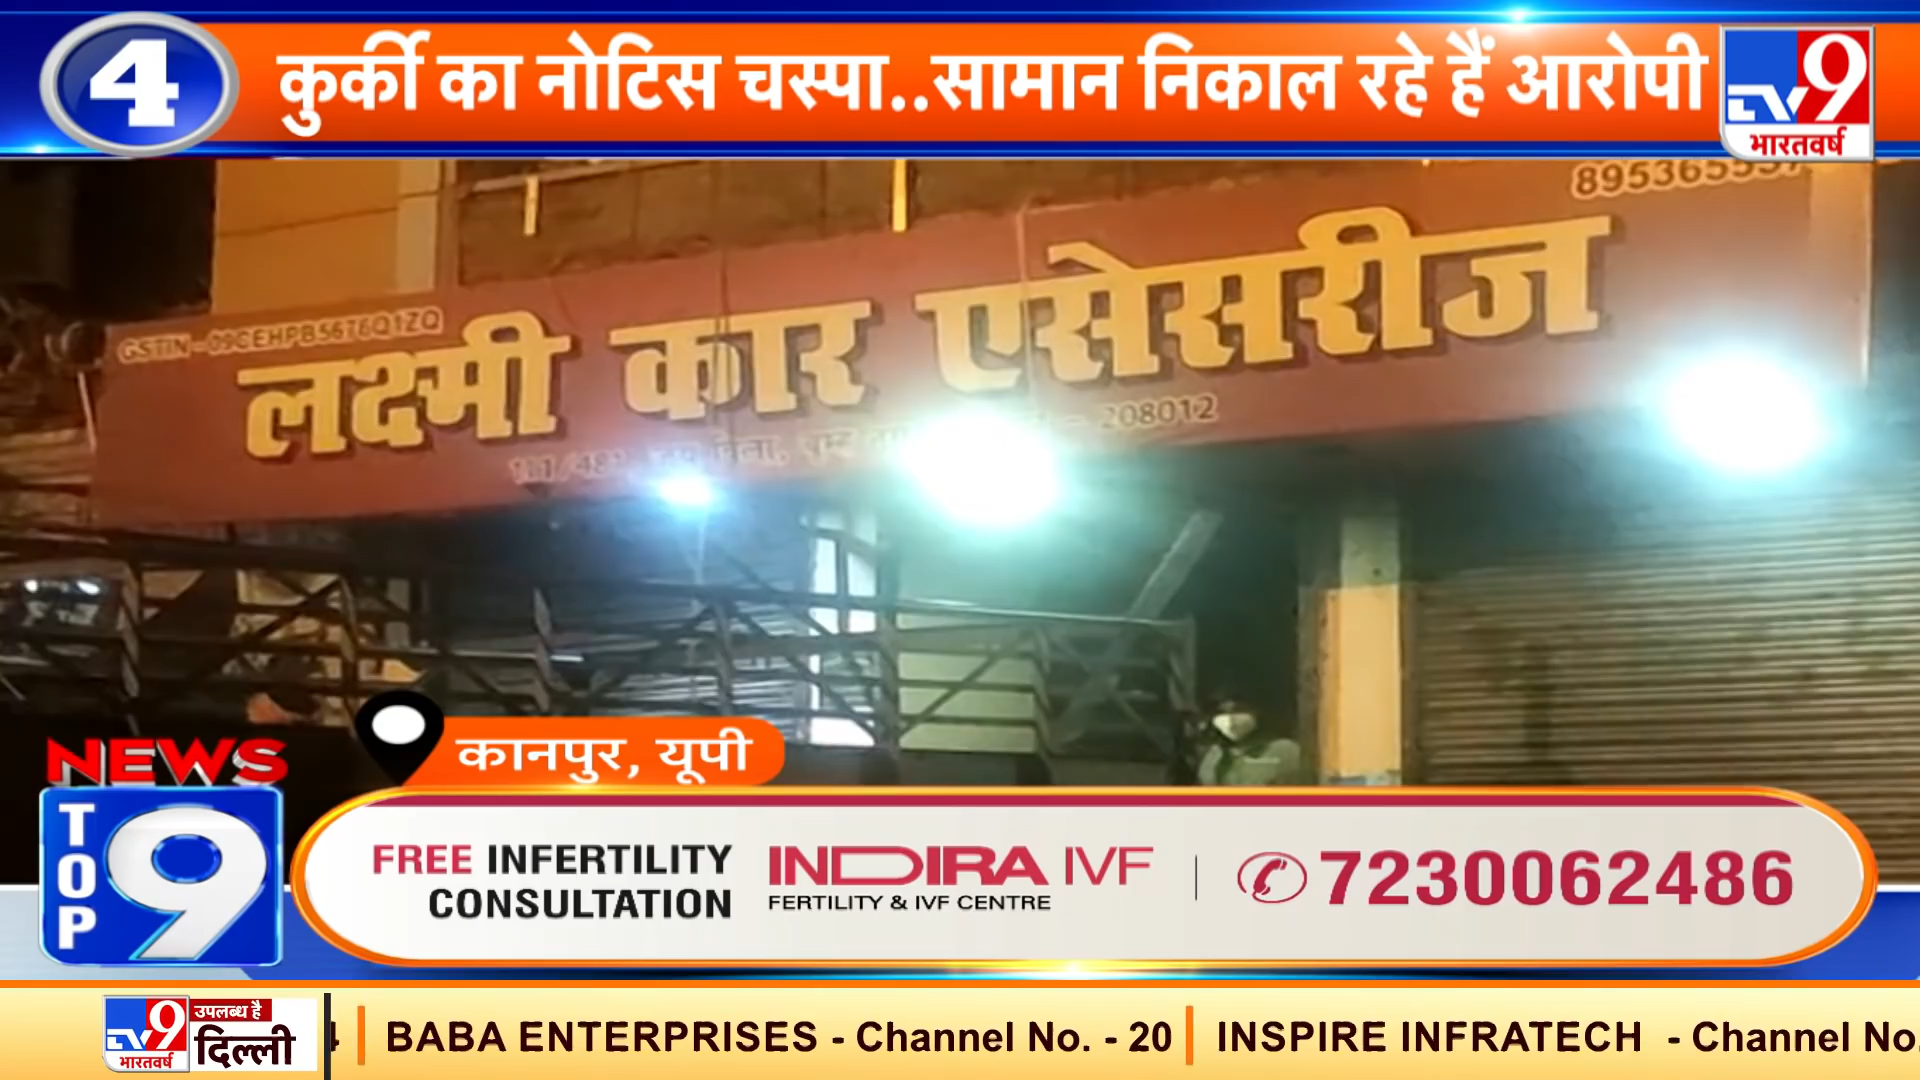 4
कुर्की का नोटिस चस्पा..सामान निकाल रहे हैं आरोपी
TV9
भारतवर्ष
GSTIN - 09CEHPB5676Q1ZQ
लक्ष्मी कार एसेसरीज
208012
कानपुर, यूपी
NEWS
TOP
9
FREE INFERTILITY
CONSULTATION
INDIRA IVF
FERTILITY & IVF CENTRE
7230062486
TV9
भारतवर्ष
उपलब्ध है
दिल्ली
BABA ENTERPRISES - Channel No. - 20
INSPIRE INFRATECH - Channel No.